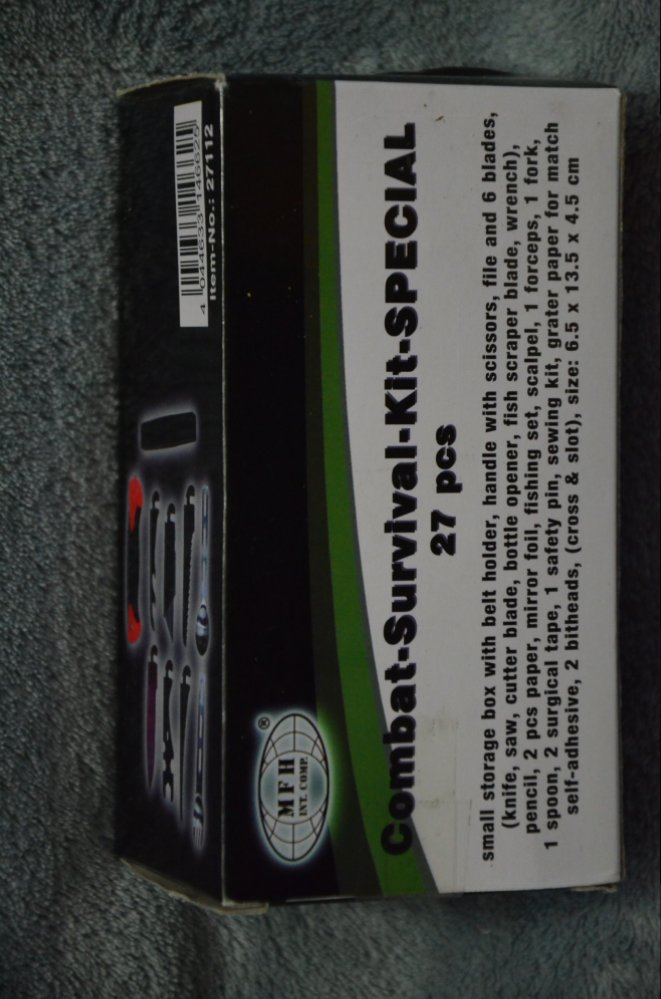 4 044633 146625
Item-No.: 27112
MFH
INT. COMP.
®
Combat-Survival-Kit-SPECIAL
27 pcs
small storage box with belt holder, handle with scissors, file and 6 blades,
(knife, saw, cutter blade, bottle opener, fish scraper blade, wrench),
pencil, 2 pcs paper, mirror foil, fishing set, scalpel, 1 forceps, 1 fork,
1 spoon, 2 surgical tape, 1 safety pin, sewing kit, grater paper for match
self-adhesive, 2 bitheads, (cross & slot), size: 6.5 x 13.5 x 4.5 cm